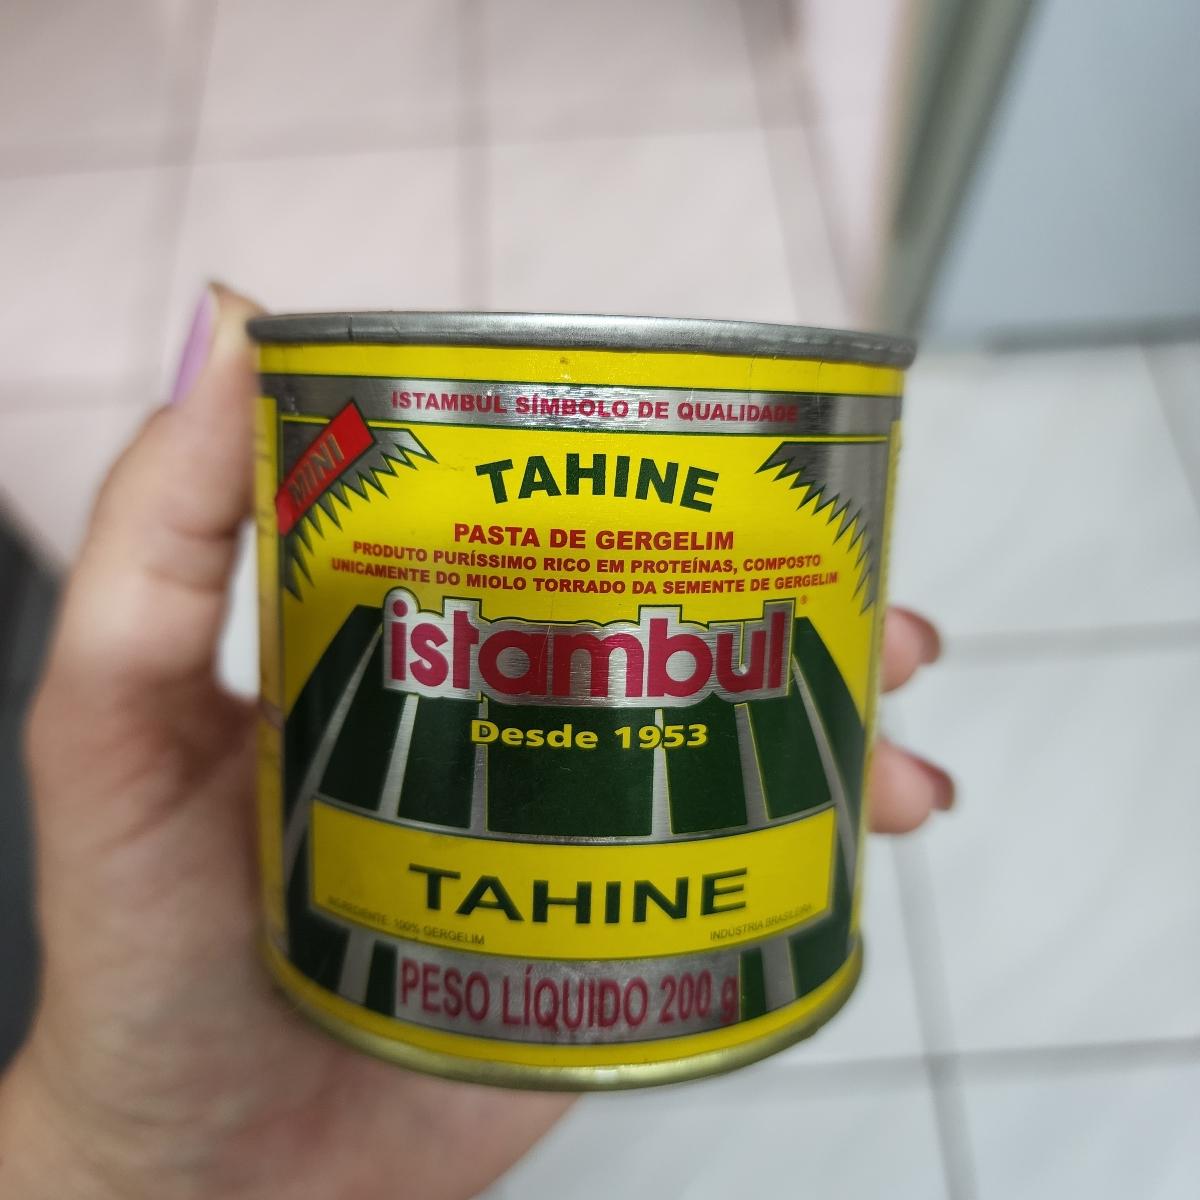 ISTAMBUL SÍMBOLO DE QUALIDADE
MINI
TAHINE
PASTA DE GERGELIM
PRODUTO PURÍSSIMO RICO EM PROTEÍNAS, COMPOSTO
UNICAMENTE DO MIOLO TORRADO DA SEMENTE DE GERGELIM
istambul®
Desde 1953
TAHINE
INGREDIENTE: 100% GERGELIM
INDÚSTRIA BRASILEIRA
PESO LÍQUIDO 200 g